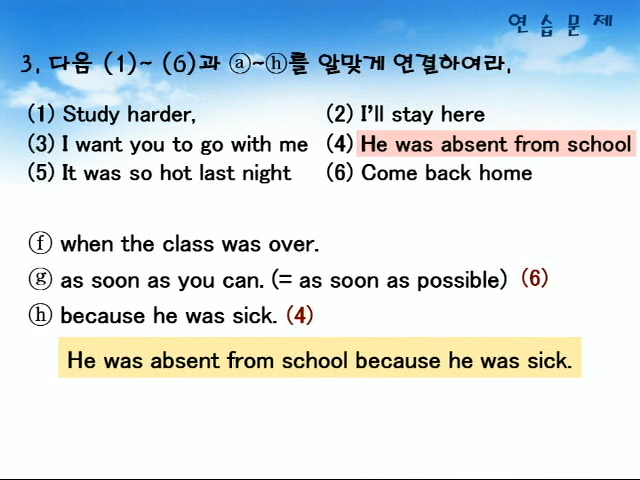 연 습 문 제
3. 다음 (1)~ (6)과 ⓐ~ⓗ를 알맞게 연결하여라.
(1) Study harder, (2) I'll stay here
(3) I want you to go with me (4) He was absent from school
(5) It was so hot last night (6) Come back home
ⓕ when the class was over.
ⓖ as soon as you can. (= as soon as possible) (6)
ⓗ because he was sick. (4)
He was absent from school because he was sick.